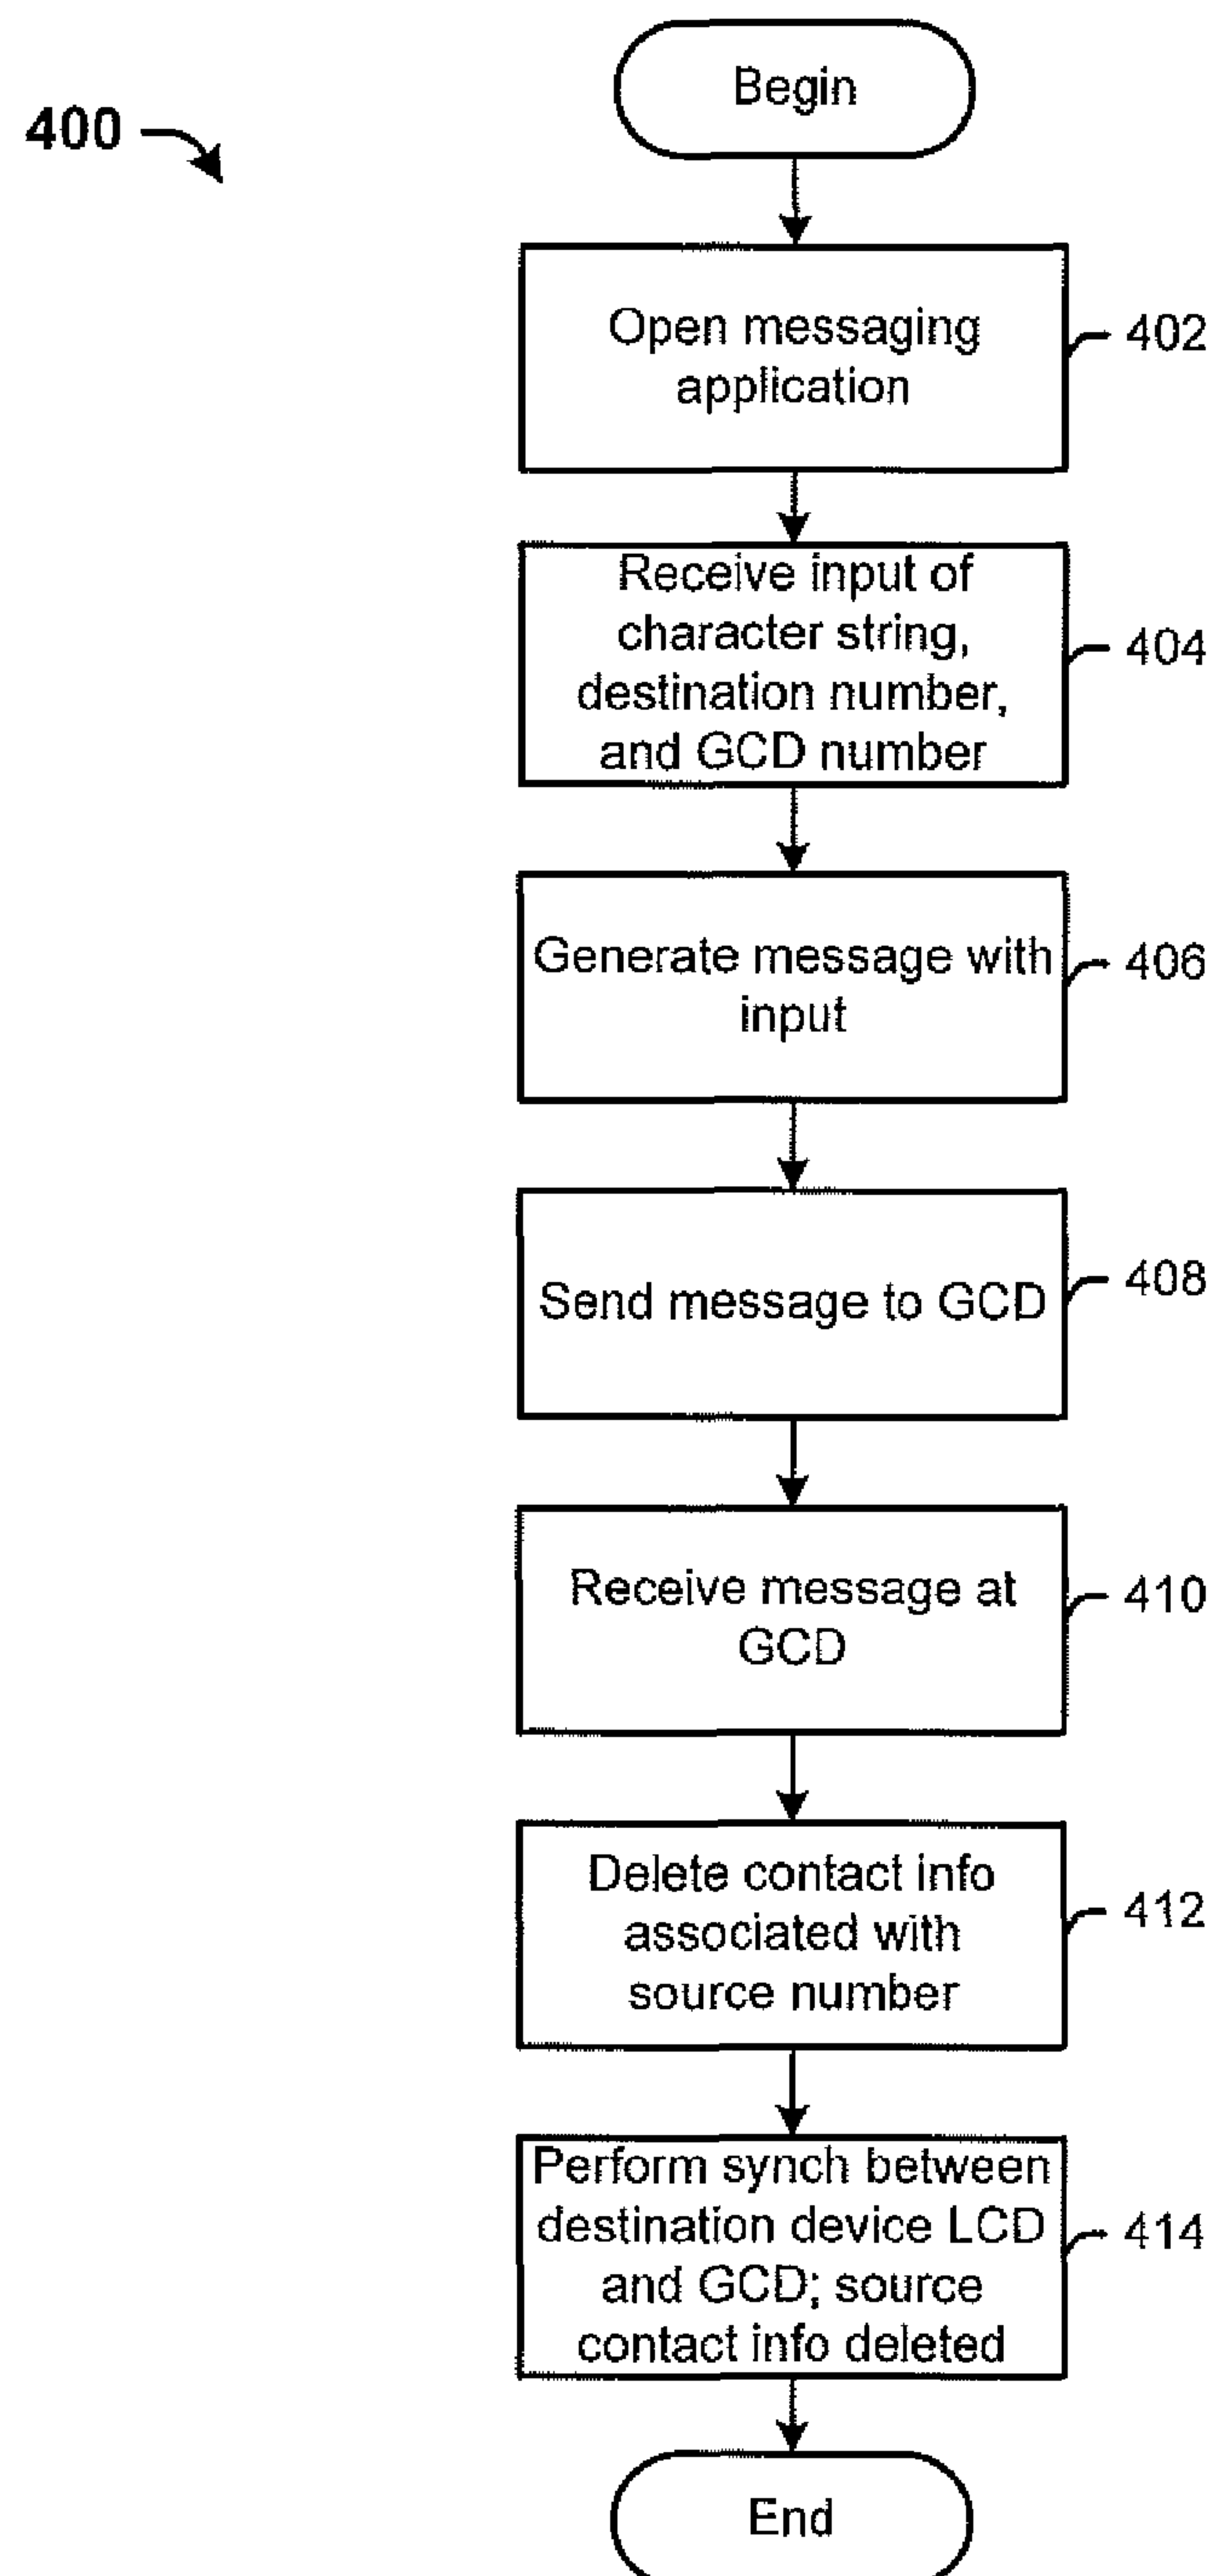 400
Begin
Open messaging
application
402
Receive input of
character string,
destination number,
and GCD number
404
Generate message with
input
406
Send message to GCD
408
Receive message at
GCD
410
Delete contact info
associated with
source number
412
Perform synch between
destination device LCD
and GCD; source
contact info deleted
414
End